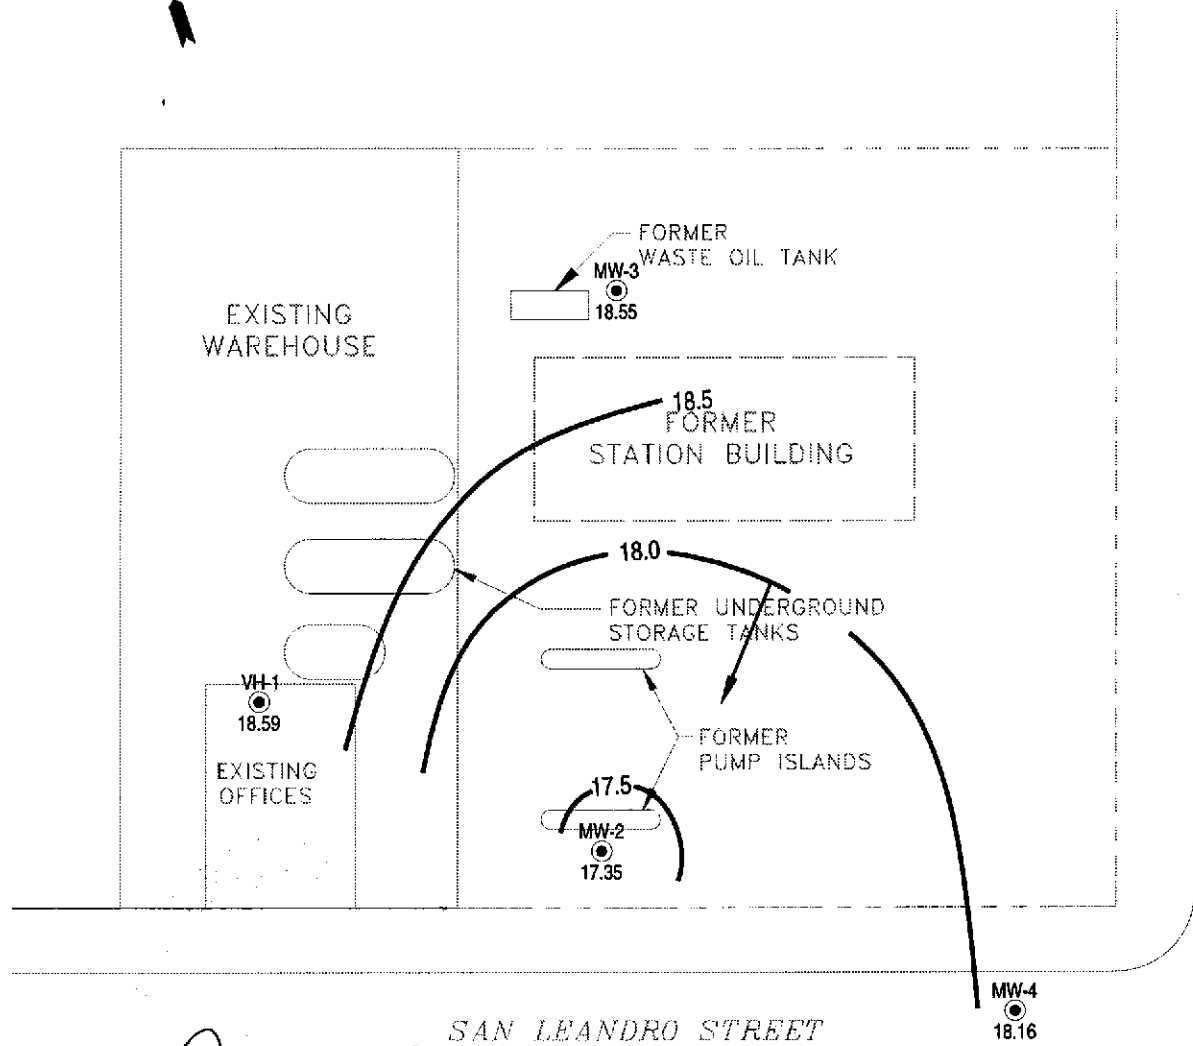 FORMER
WASTE OIL TANK
MW-3
18.55
EXISTING
WAREHOUSE
18.5
FORMER
STATION BUILDING
18.0
FORMER UNDERGROUND
STORAGE TANKS
VH-1
18.59
EXISTING
OFFICES
FORMER
PUMP ISLANDS
17.5
MW-2
17.35
MW-4
18.16
SAN LEANDRO STREET